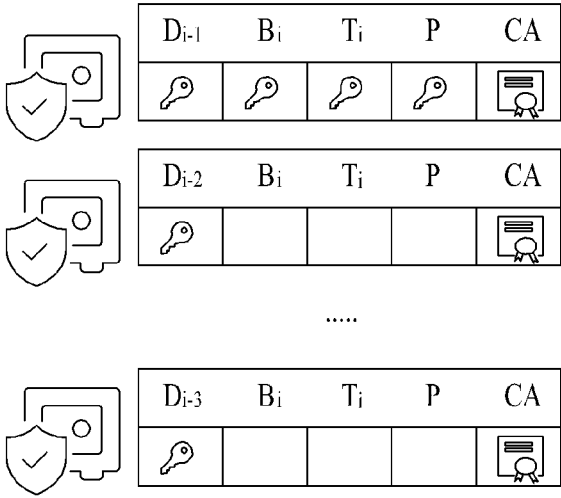 Di-1 Bi Ti P CA
Di-2 Bi Ti P CA
.....
Di-3 Bi Ti P CA